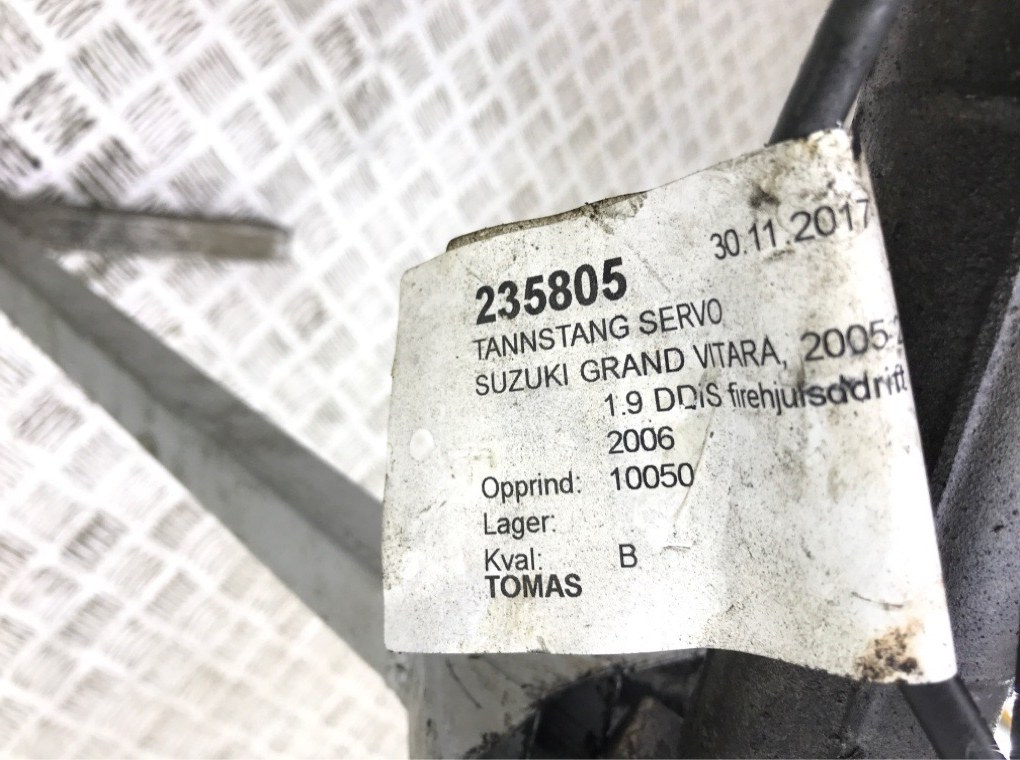 30.11.2017
235805
TANNSTANG SERVO
SUZUKI GRAND VITARA, 2005
1.9 DDiS firehjulsddrift
2006
Opprind: 10050
Lager:
Kval: B
TOMAS